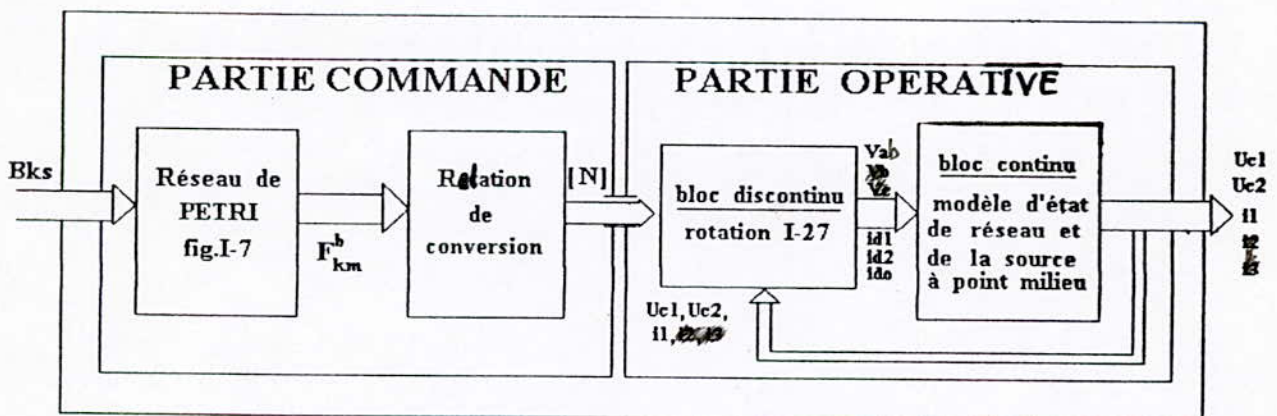 PARTIE COMMANDE
PARTIE OPERATIVE
Bks
Réseau de
PETRI
fig.I-7
F^b_km
Relation
de
conversion
[N]
bloc discontinu
rotation I-27
Vab
id1
id2
ido
Uc1, Uc2,
i1,
bloc continu
modèle d'état
de réseau et
de la source
à point milieu
Uc1
Uc2
i1